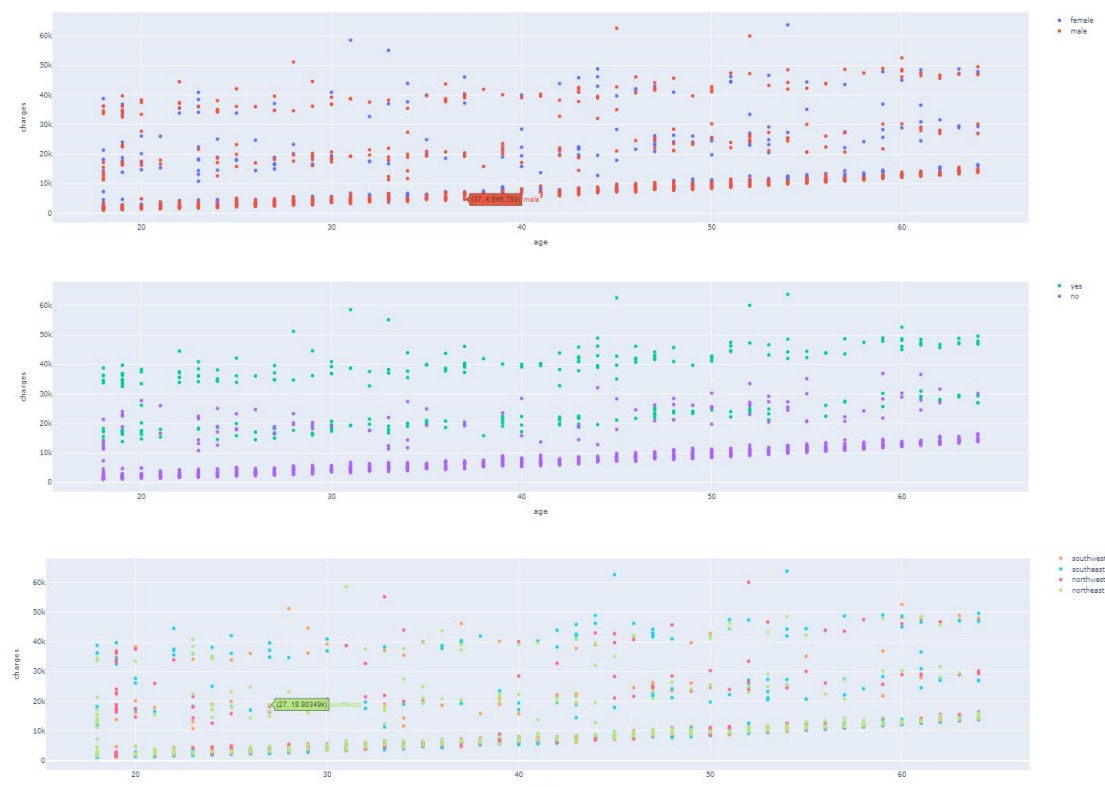 60k
50k
40k
30k
20k
10k
0
charges
20
30
40
50
60
age
female
male
male
60k
50k
40k
30k
20k
10k
0
charges
20
30
40
50
60
age
yes
no
60k
50k
40k
30k
20k
10k
0
charges
20
30
40
50
60
southwest
southeast
northwest
northeast
(27, 18.90349k)
northeast